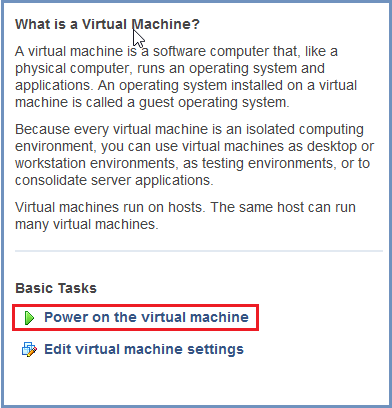 What is a Virtual Machine?
A virtual machine is a software computer that, like a
physical computer, runs an operating system and
applications. An operating system installed on a virtual
machine is called a guest operating system.
Because every virtual machine is an isolated computing
environment, you can use virtual machines as desktop or
workstation environments, as testing environments, or to
consolidate server applications.
Virtual machines run on hosts. The same host can run
many virtual machines.
Basic Tasks
Power on the virtual machine
Edit virtual machine settings